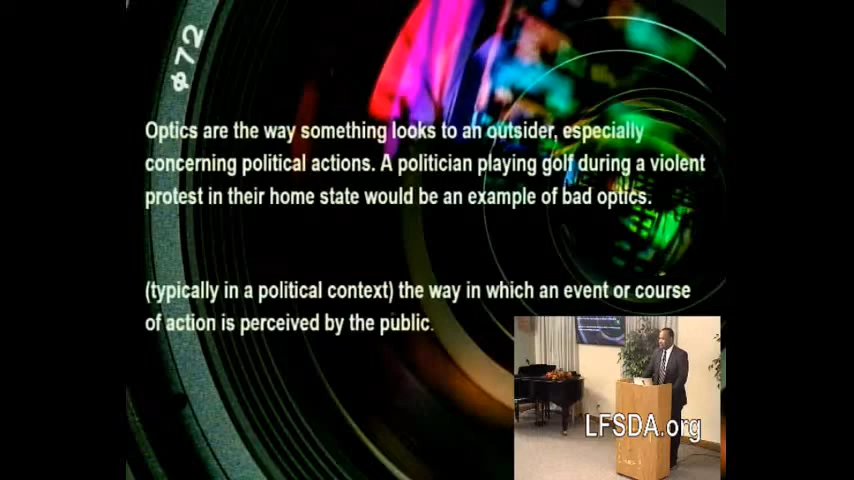 ϕ72
Optics are the way something looks to an outsider, especially
concerning political actions. A politician playing golf during a violent
protest in their home state would be an example of bad optics.
(typically in a political context) the way in which an event or course
of action is perceived by the public.
LFSDA.org